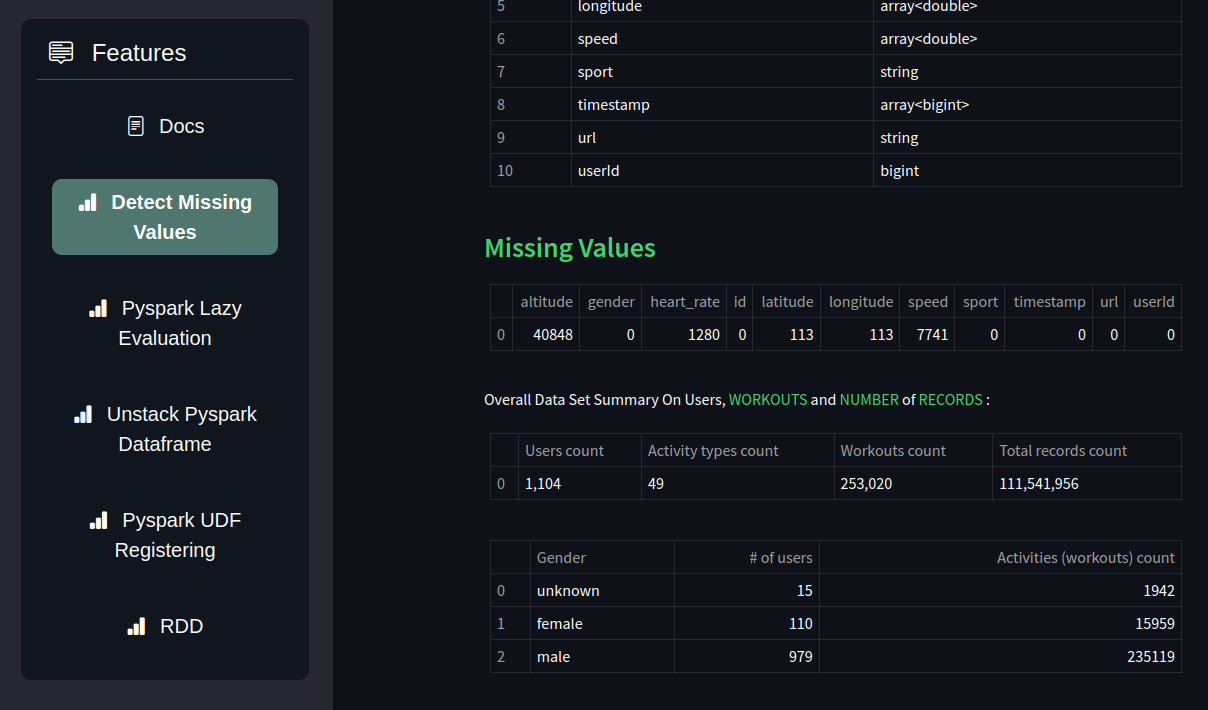 Features
Docs
Detect Missing
Values
Pyspark Lazy
Evaluation
Unstack Pyspark
Dataframe
Pyspark UDF
Registering
RDD
5 longitude array<double>
6 speed array<double>
7 sport string
8 timestamp array<bigint>
9 url string
10 userId bigint
Missing Values
altitude gender heart_rate id latitude longitude speed sport timestamp url userId
0 40848 0 1280 0 113 113 7741 0 0 0 0
Overall Data Set Summary On Users, WORKOUTS and NUMBER of RECORDS :
Users count Activity types count Workouts count Total records count
0 1,104 49 253,020 111,541,956
Gender # of users Activities (workouts) count
0 unknown 15 1942
1 female 110 15959
2 male 979 235119